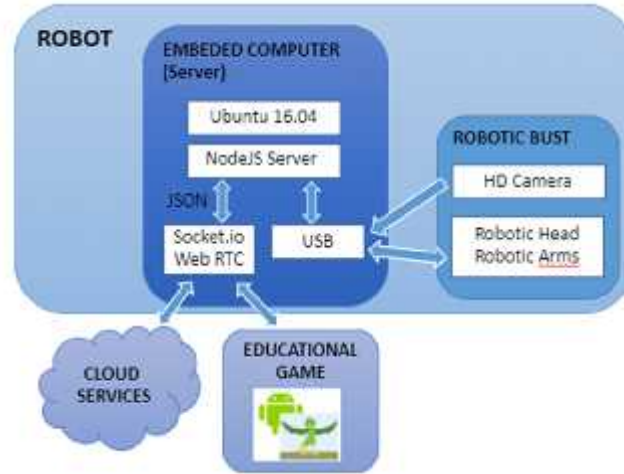 ROBOT
EMBEDED COMPUTER
(Server)
Ubuntu 16.04
NodeJS Server
JSON
Socket.io
Web RTC
USB
ROBOTIC BUST
HD Camera
Robotic Head
Robotic Arms
CLOUD
SERVICES
EDUCATIONAL
GAME